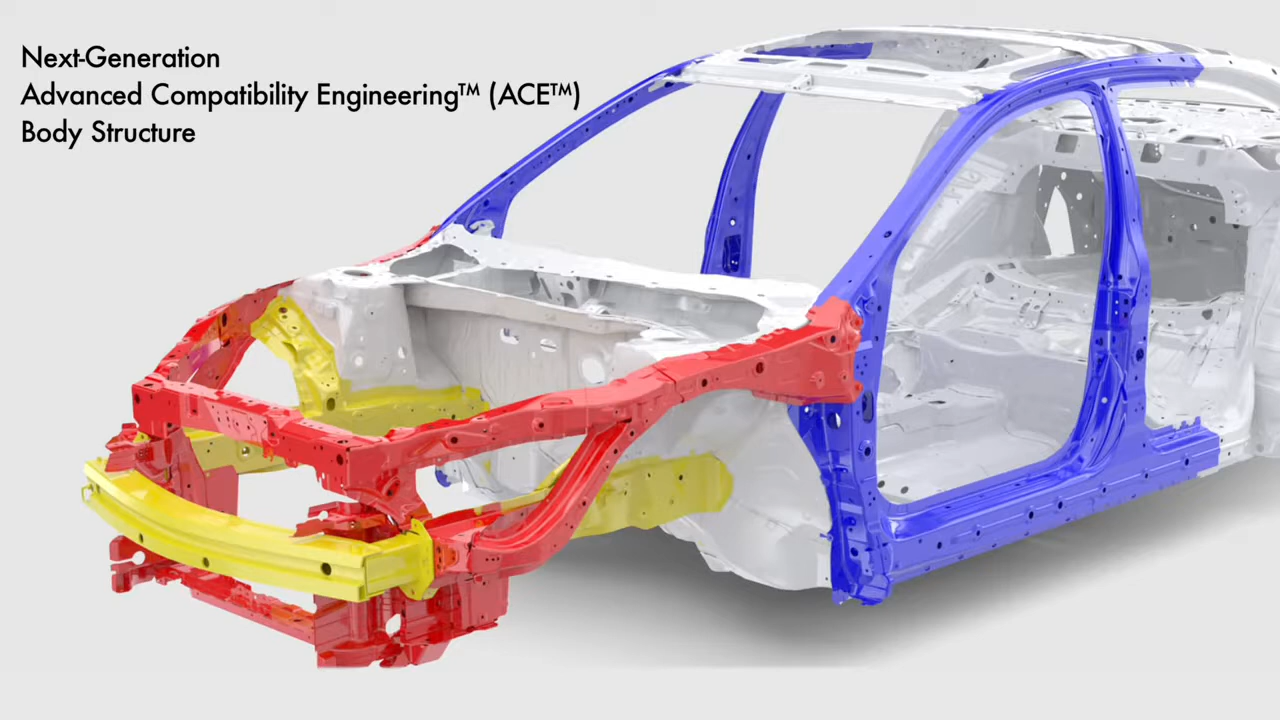 Next-Generation
Advanced Compatibility Engineering™ (ACE™)
Body Structure